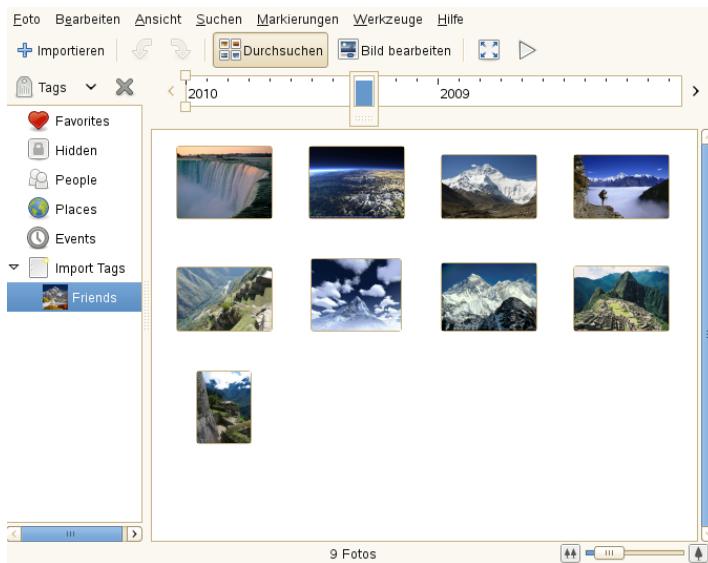 Foto Bearbeiten Ansicht Suchen Markierungen Werkzeuge Hilfe
Importieren Durchsuchen Bild bearbeiten
Tags
2010 2009
Favorites
Hidden
People
Places
Events
Import Tags
Friends
9 Fotos